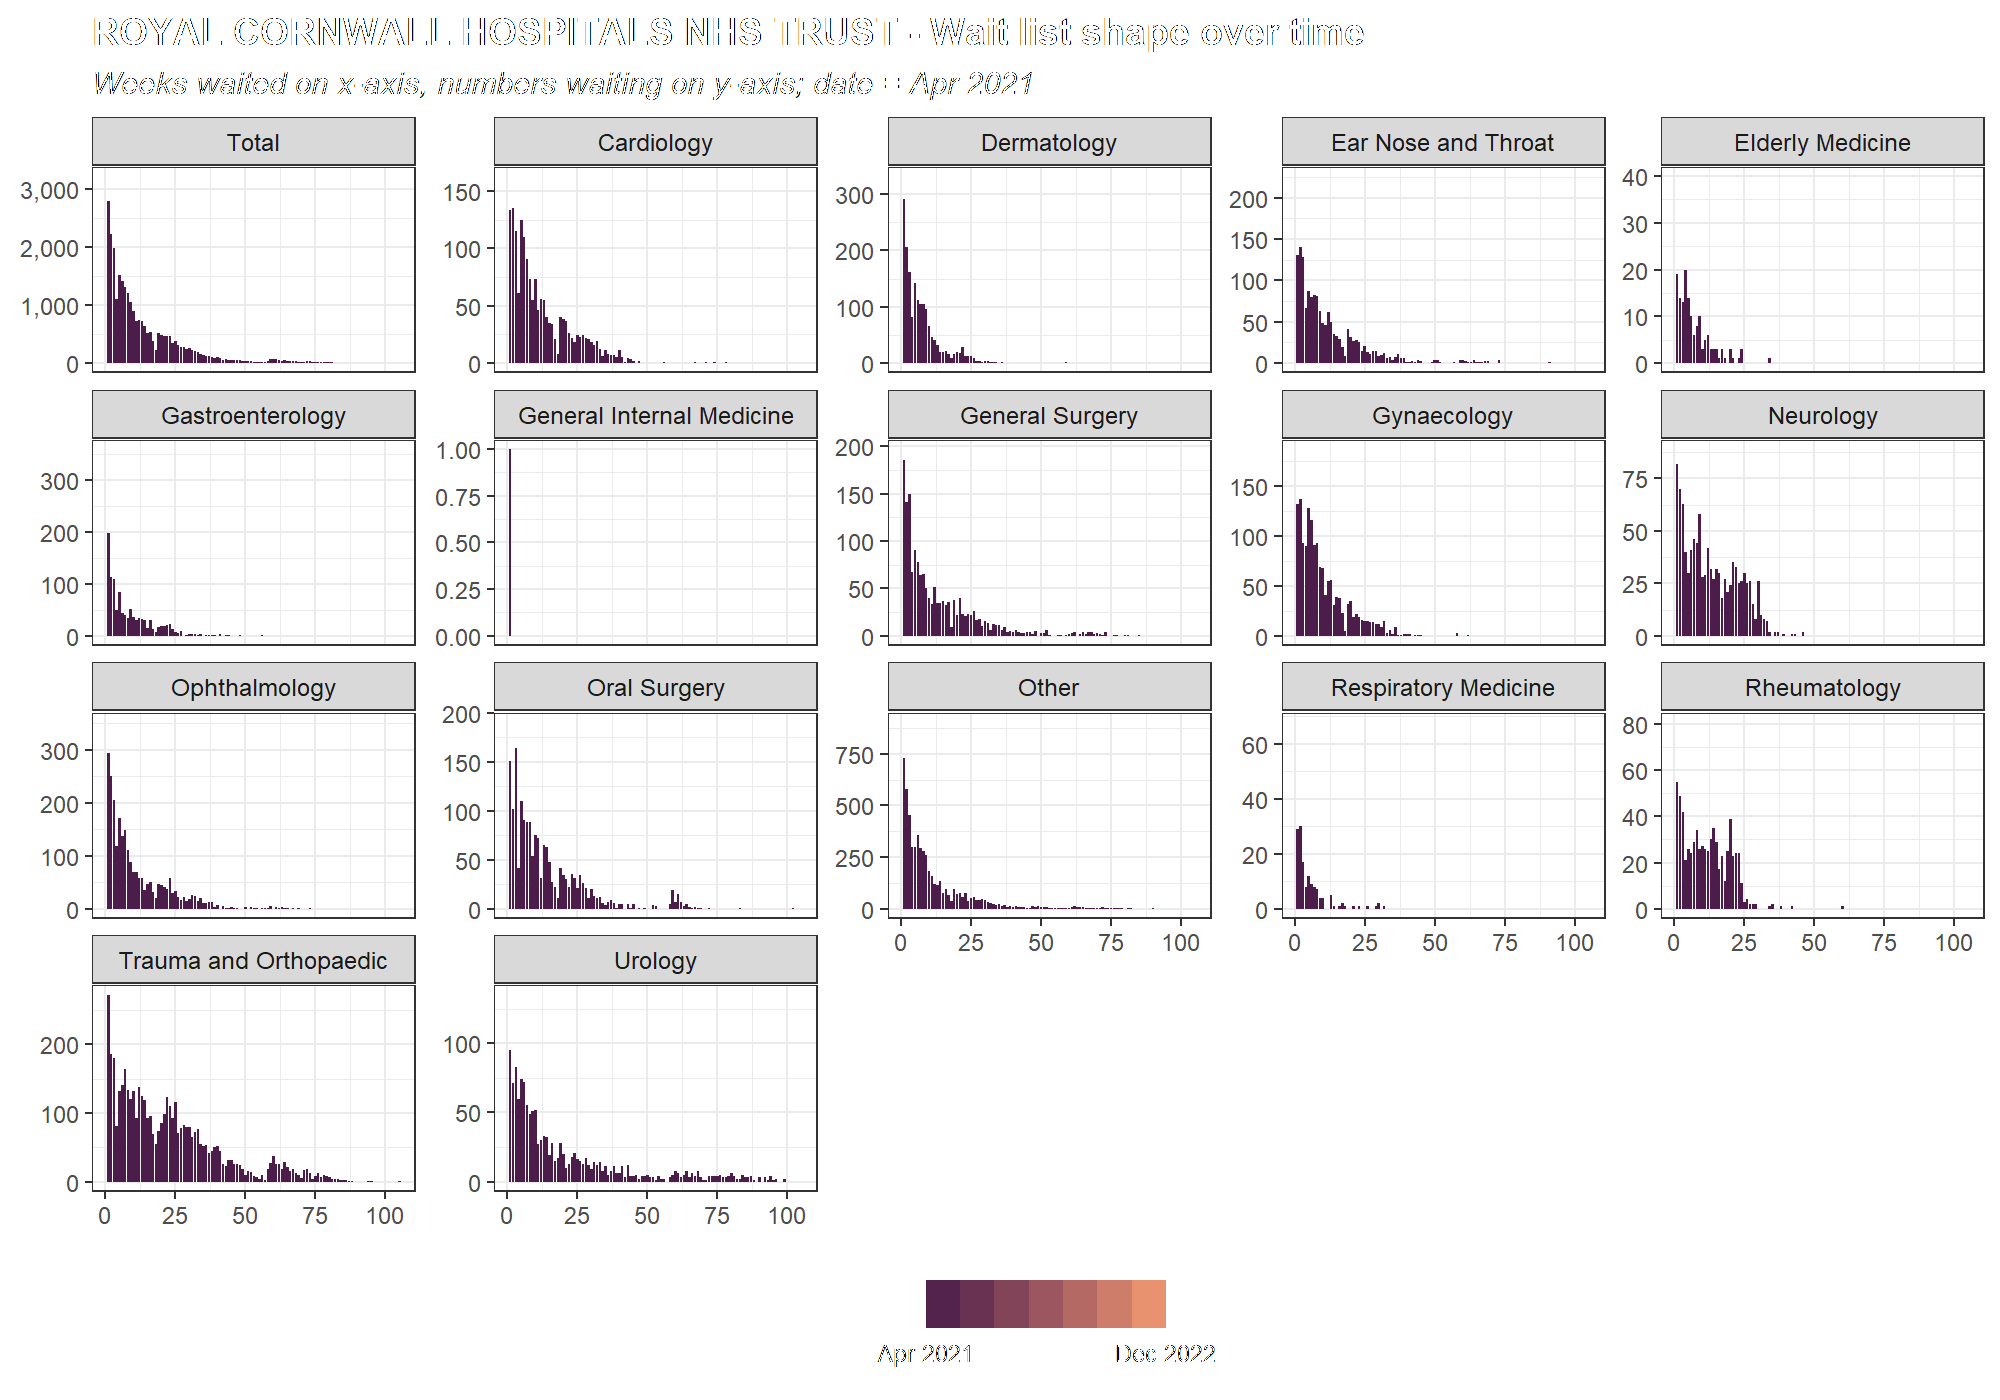 ROYAL CORNWALL HOSPITALS NHS TRUST - Wait list shape over time
Weeks waited on x-axis, numbers waiting on y-axis; date = Apr 2021
Total
Cardiology
Dermatology
Ear Nose and Throat
Elderly Medicine
3,000
2,000
1,000
0
150
100
50
0
300
200
100
0
200
150
100
50
0
40
30
20
10
0
Gastroenterology
General Internal Medicine
General Surgery
Gynaecology
Neurology
300
200
100
0
1.00
0.75
0.50
0.25
0.00
200
150
100
50
0
150
100
50
0
75
50
25
0
Ophthalmology
Oral Surgery
Other
Respiratory Medicine
Rheumatology
300
200
100
0
200
150
100
50
0
750
500
250
0
60
40
20
0
80
60
40
20
0
0 25 50 75 100
0 25 50 75 100
0 25 50 75 100
Trauma and Orthopaedic
Urology
200
100
0
100
50
0
0 25 50 75 100
0 25 50 75 100
Apr 2021
Dec 2022